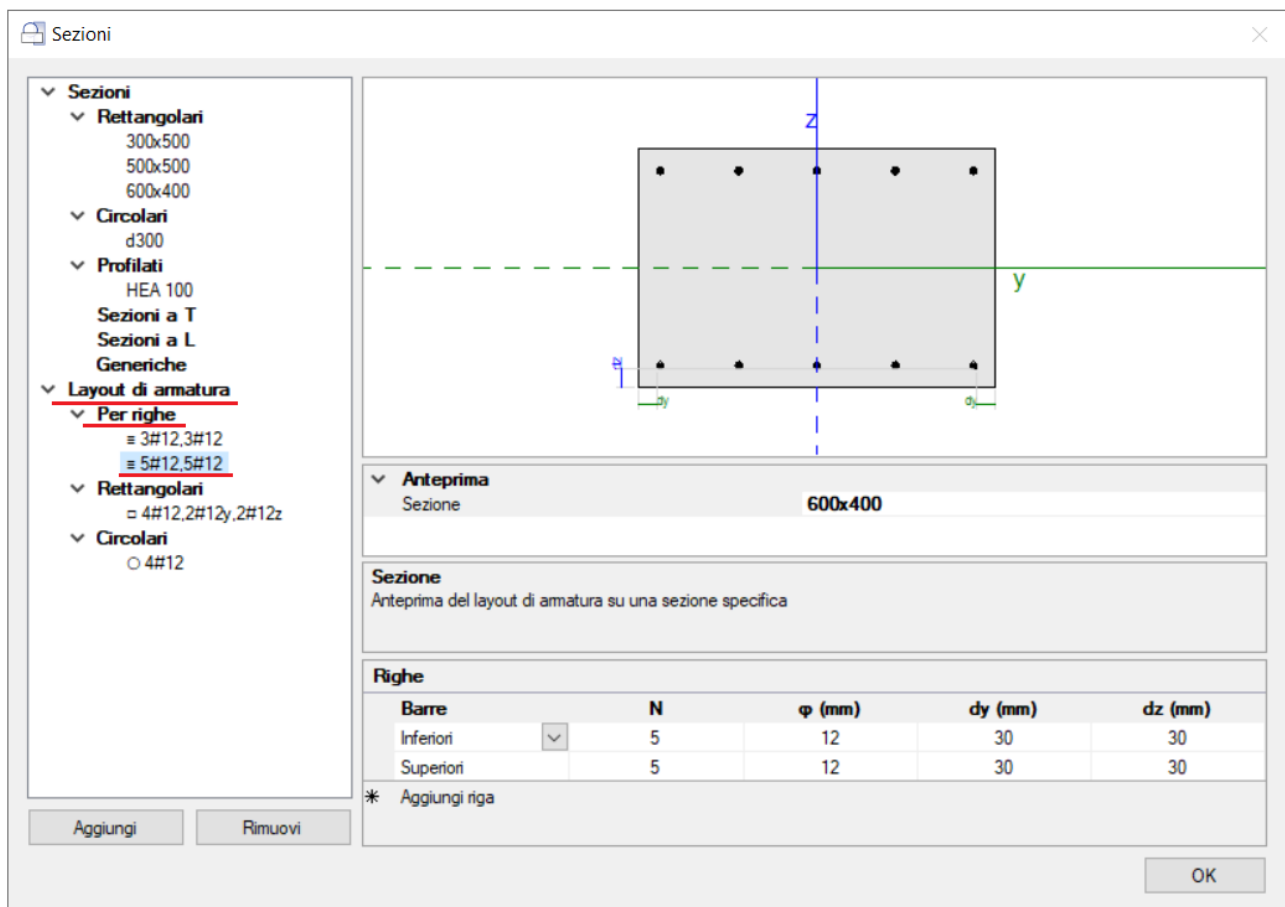 Sezioni
Sezioni
Rettangolari
300x500
500x500
600x400
Circolari
d300
Profilati
HEA 100
Sezioni a T
Sezioni a L
Generiche
Layout di armatura
Per righe
3#12,3#12
5#12,5#12
Rettangolari
4#12,2#12y,2#12z
Circolari
4#12
Aggiungi Rimuovi
z
y
dz
dy dy
Anteprima
Sezione 600x400
Sezione
Anteprima del layout di armatura su una sezione specifica
Righe
Barre N φ (mm) dy (mm) dz (mm)
Inferiori 5 12 30 30
Superiori 5 12 30 30
Aggiungi riga
OK